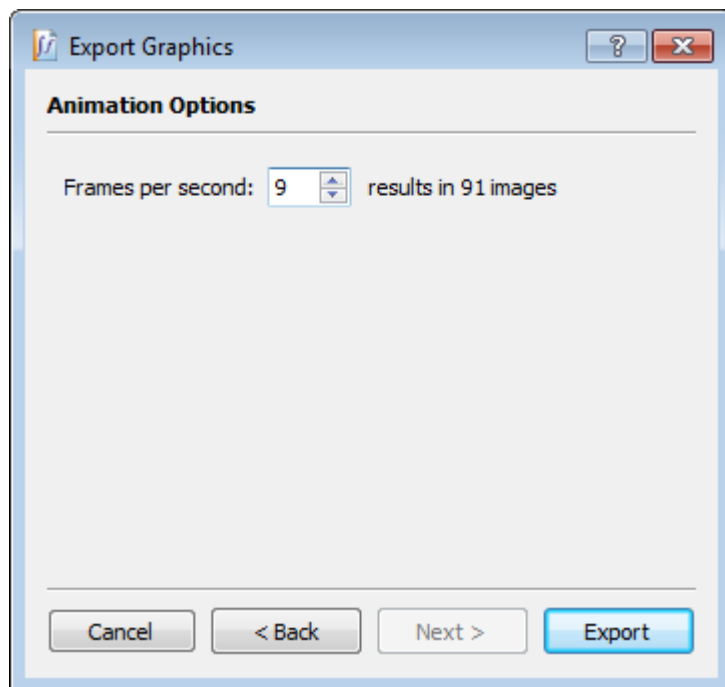 Export Graphics
Animation Options
Frames per second: 9 results in 91 images
Cancel < Back Next > Export